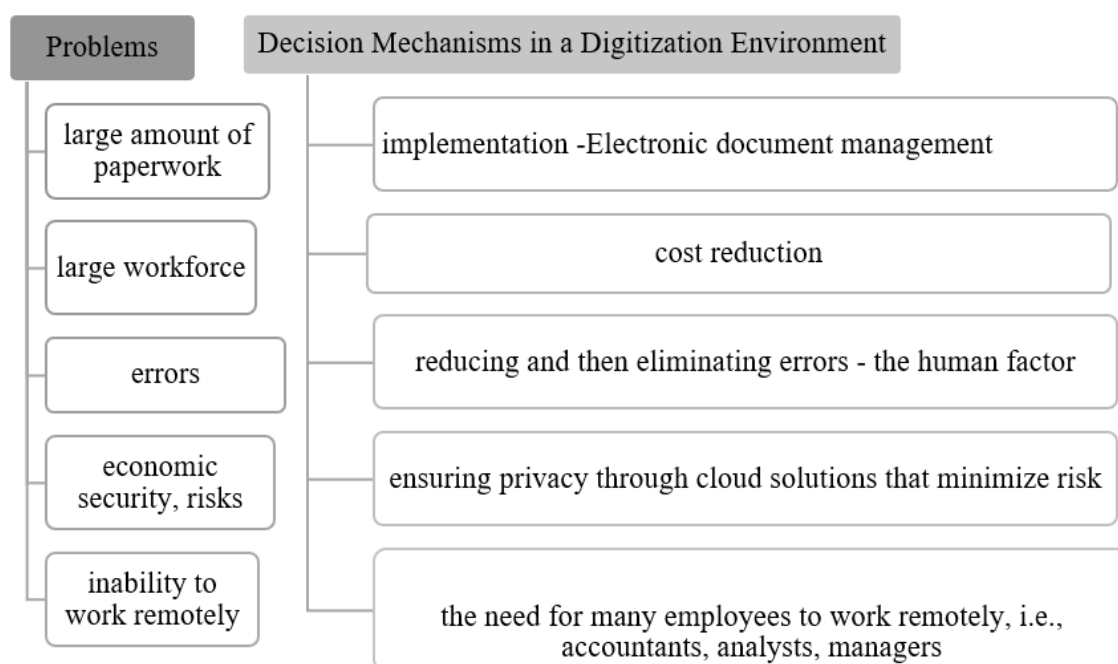 Problems
large amount of
paperwork
large workforce
errors
economic
security, risks
inability to
work remotely
Decision Mechanisms in a Digitization Environment
implementation -Electronic document management
cost reduction
reducing and then eliminating errors - the human factor
ensuring privacy through cloud solutions that minimize risk
the need for many employees to work remotely, i.e.,
accountants, analysts, managers